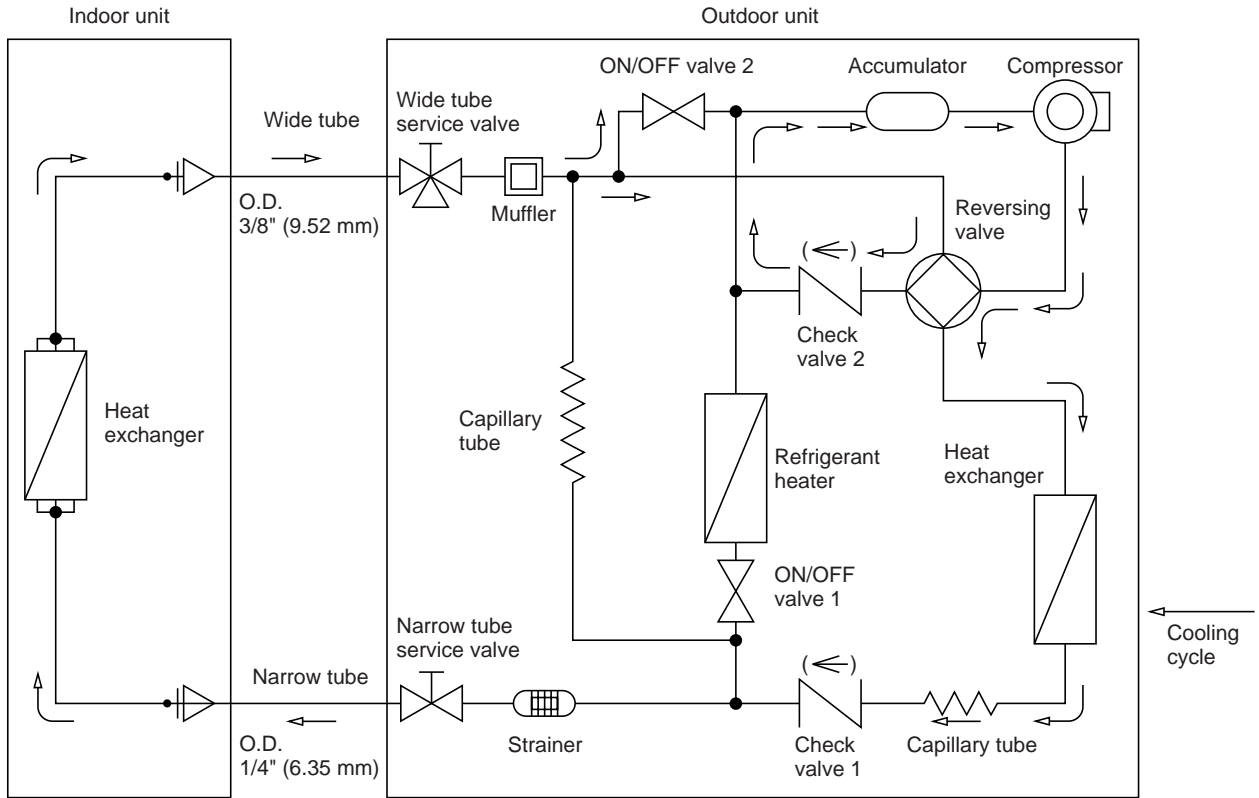 Indoor unit
Outdoor unit
ON/OFF valve 2
Accumulator
Compressor
Wide tube
service valve
Wide tube
O.D.
3/8" (9.52 mm)
Muffler
Reversing
valve
Check
valve 2
Heat
exchanger
Capillary
tube
Refrigerant
heater
Heat
exchanger
ON/OFF
valve 1
Narrow tube
service valve
Cooling
cycle
Narrow tube
O.D.
1/4" (6.35 mm)
Strainer
Check
valve 1
Capillary tube